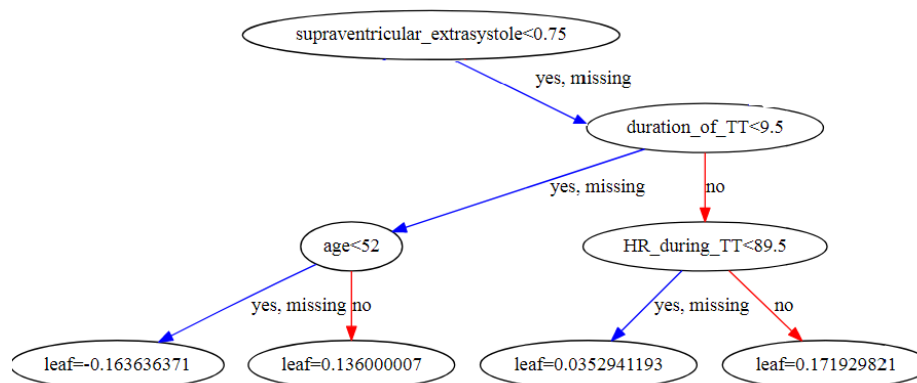 supraventricular_extrasystole<0.75
yes, missing
duration_of_TT<9.5
yes, missing
no
age<52
HR_during_TT<89.5
yes, missing
no
yes, missing
no
leaf=-0.163636371
leaf=0.136000007
leaf=0.0352941193
leaf=0.171929821